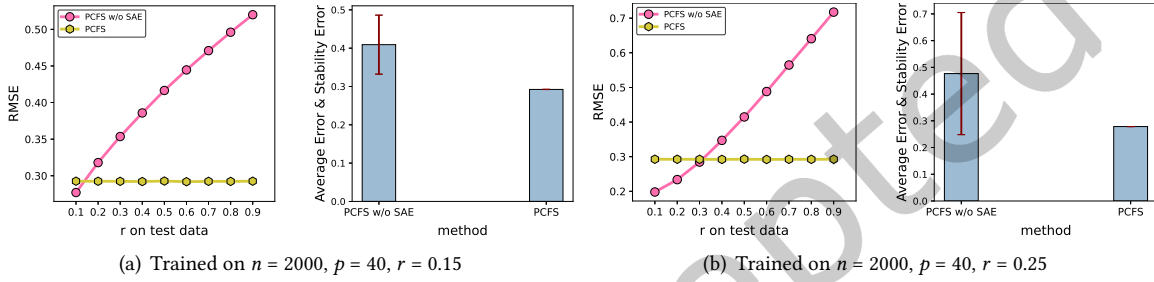 PCFS w/o SAE
PCFS
0.50
0.45
0.40
0.35
0.30
RMSE
0.1 0.2 0.3 0.4 0.5 0.6 0.7 0.8 0.9
r on test data
Average Error & Stability Error
0.5
0.4
0.3
0.2
0.1
0.0
PCFS w/o SAE PCFS
method
(a) Trained on n = 2000, p = 40, r = 0.15
PCFS w/o SAE
PCFS
0.7
0.6
0.5
0.4
0.3
0.2
RMSE
0.1 0.2 0.3 0.4 0.5 0.6 0.7 0.8 0.9
r on test data
Average Error & Stability Error
0.7
0.6
0.5
0.4
0.3
0.2
0.1
0.0
PCFS w/o SAE PCFS
method
(b) Trained on n = 2000, p = 40, r = 0.25